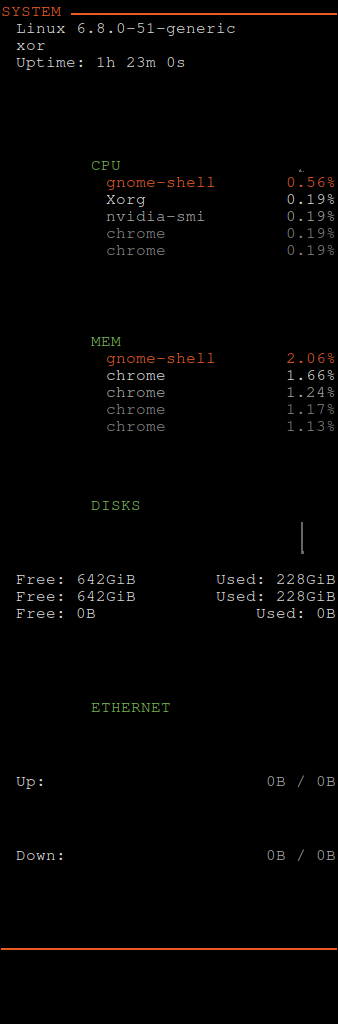 SYSTEM
Linux 6.8.0-51-generic
xor
Uptime: 1h 23m 0s
CPU
gnome-shell 0.56%
Xorg 0.19%
nvidia-smi 0.19%
chrome 0.19%
chrome 0.19%
MEM
gnome-shell 2.06%
chrome 1.66%
chrome 1.24%
chrome 1.17%
chrome 1.13%
DISKS
Free: 642GiB Used: 228GiB
Free: 642GiB Used: 228GiB
Free: 0B Used: 0B
ETHERNET
Up: 0B / 0B
Down: 0B / 0B